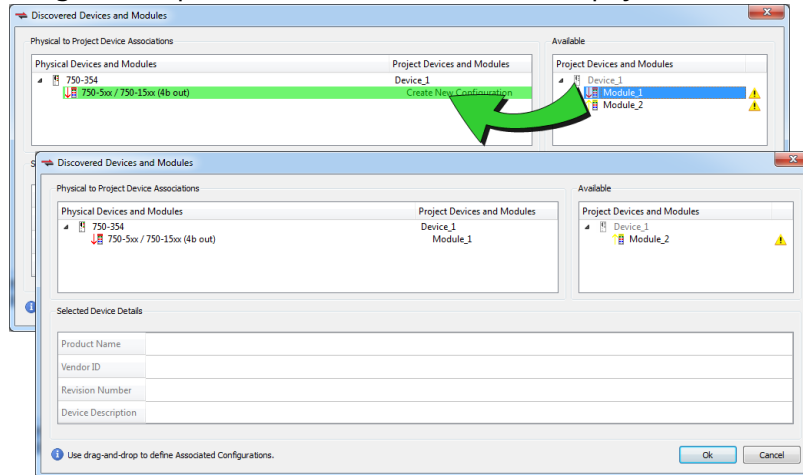 Discovered Devices and Modules
Physical to Project Device Associations
Available
Physical Devices and Modules
Project Devices and Modules
Project Devices and Modules
750-354
Device_1
Device_1
750-5xx / 750-15xx (4b out)
Create New Configuration
Module_1
Module_2
Discovered Devices and Modules
Physical to Project Device Associations
Available
Physical Devices and Modules
Project Devices and Modules
Project Devices and Modules
750-354
Device_1
Device_1
750-5xx / 750-15xx (4b out)
Module_1
Module_2
Selected Device Details
Product Name
Vendor ID
Revision Number
Device Description
Use drag-and-drop to define Associated Configurations.
Ok
Cancel